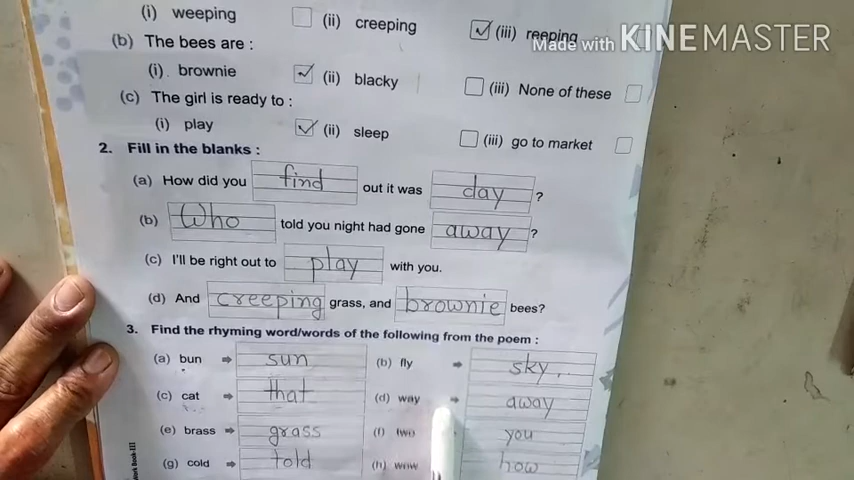 (i) weeping (ii) creeping ✓ (iii) reeping
Made with KINEMASTER
(b) The bees are :
(i) brownie ✓ (ii) blacky (iii) None of these
(c) The girl is ready to :
(i) play ✓ (ii) sleep (iii) go to market
2. Fill in the blanks :
(a) How did you find out it was day ?
(b) Who told you night had gone away ?
(c) I'll be right out to play with you.
(d) And creeping grass, and brownie bees?
3. Find the rhyming word/words of the following from the poem :
(a) bun ⇒ sun (b) fly ⇒ sky.
(c) cat ⇒ that (d) way ⇒ away
(e) brass ⇒ grass (f) two you
(g) cold ⇒ told (h) wow how